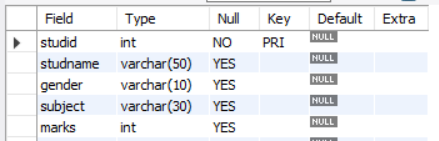 Field Type Null Key Default Extra
studid int NO PRI NULL
studname varchar(50) YES NULL
gender varchar(10) YES NULL
subject varchar(30) YES NULL
marks int YES NULL